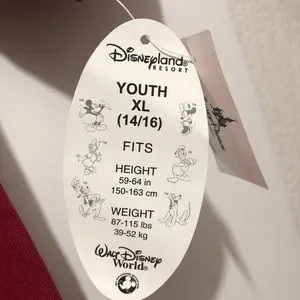 Disneyland®
RESORT
YOUTH
XL
(14/16)
FITS
HEIGHT
59-64 in
150-163 cm
WEIGHT
87-115 lbs
39-52 kg
WALT DISNEY
World®